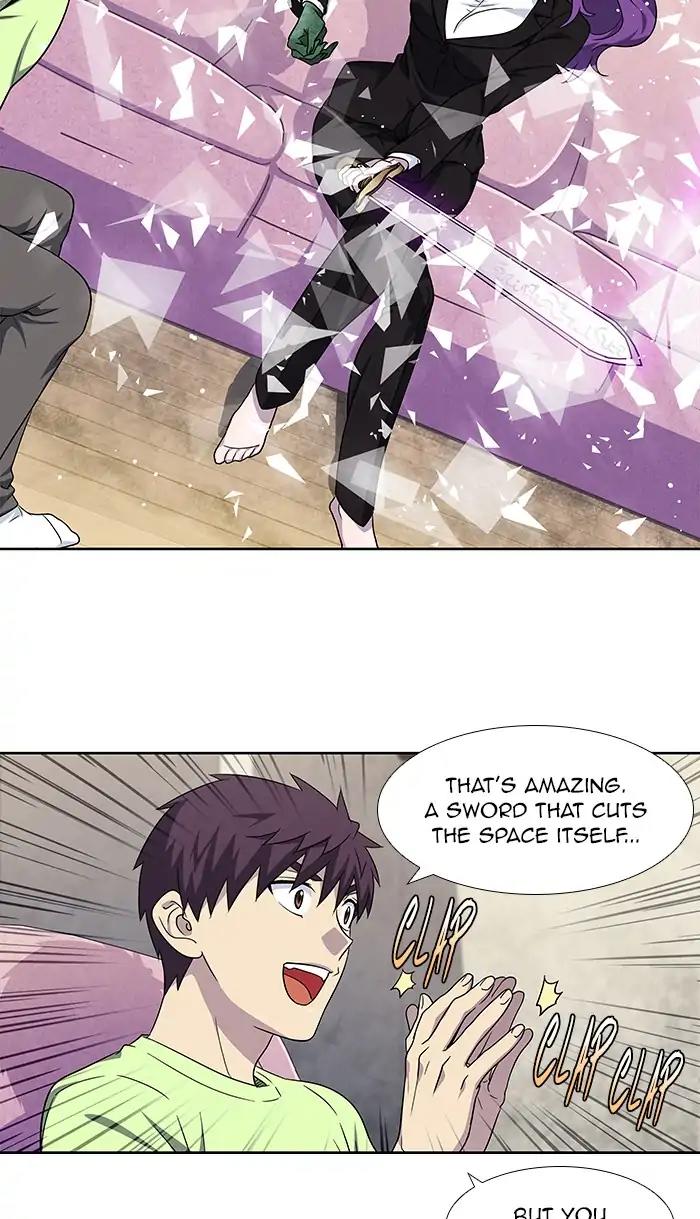 THAT'S AMAZING.
A SWORD THAT CUTS
THE SPACE ITSELF...
CLAP
CLAP CLAP
BUT YOU